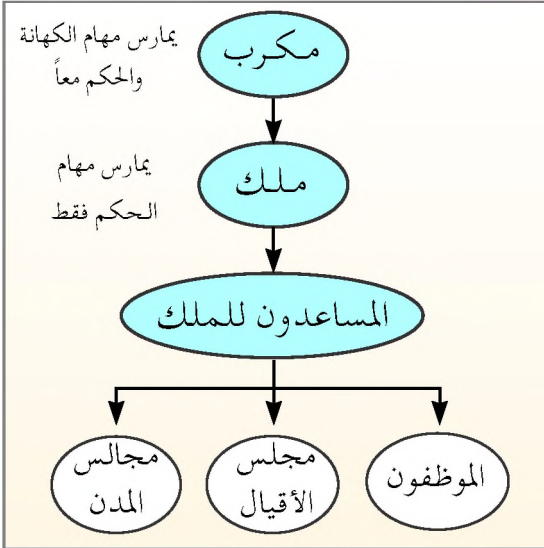 مكرب
يمارس مهام الكهانة
والحكم معاً
ملك
يمارس مهام
الحكم فقط
المساعدون للملك
الموظفون
مجلس
الأقيال
مجالس
المدن